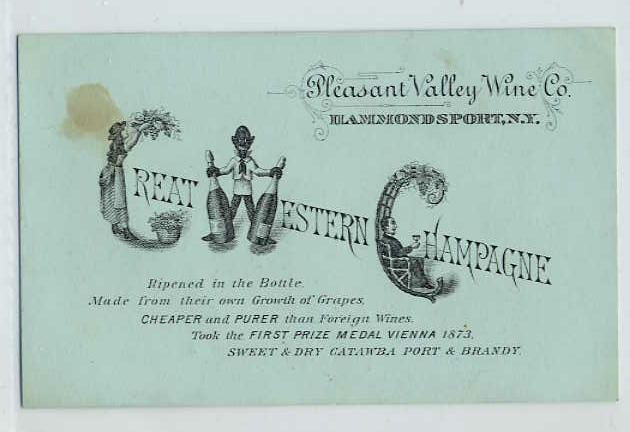 Pleasant Valley Wine Co.
HAMMONDSPORT, N.Y.
GREAT WESTERN CHAMPAGNE
Ripened in the Bottle.
Made from their own Growth of Grapes.
CHEAPER and PURER than Foreign Wines.
Took the FIRST PRIZE MEDAL VIENNA 1873.
SWEET & DRY CATAWBA PORT & BRANDY.